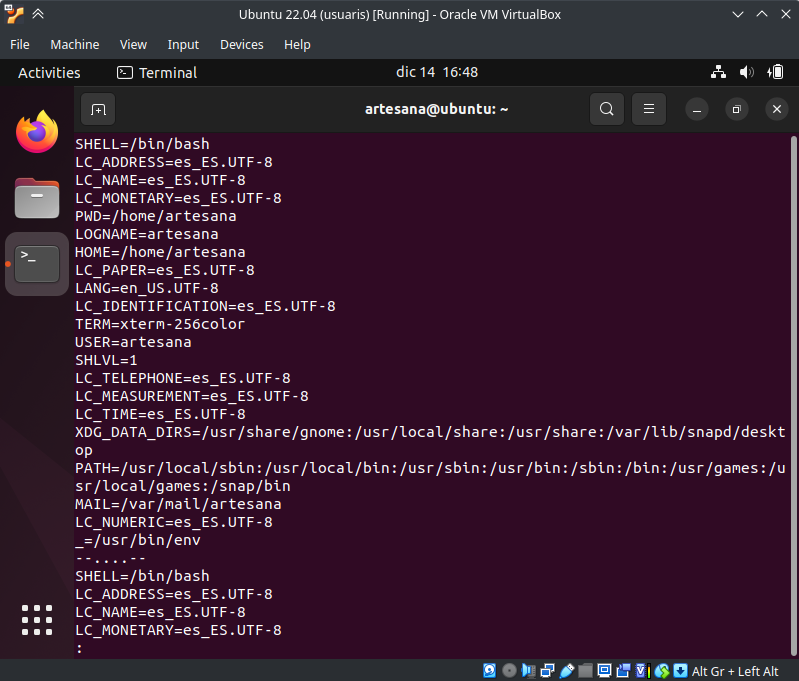 Ubuntu 22.04 (usuaris) [Running] - Oracle VM VirtualBox
File Machine View Input Devices Help
Activities Terminal dic 14 16:48
artesana@ubuntu: ~
SHELL=/bin/bash
LC_ADDRESS=es_ES.UTF-8
LC_NAME=es_ES.UTF-8
LC_MONETARY=es_ES.UTF-8
PWD=/home/artesana
LOGNAME=artesana
HOME=/home/artesana
LC_PAPER=es_ES.UTF-8
LANG=en_US.UTF-8
LC_IDENTIFICATION=es_ES.UTF-8
TERM=xterm-256color
USER=artesana
SHLVL=1
LC_TELEPHONE=es_ES.UTF-8
LC_MEASUREMENT=es_ES.UTF-8
LC_TIME=es_ES.UTF-8
XDG_DATA_DIRS=/usr/share/gnome:/usr/local/share:/usr/share:/var/lib/snapd/deskt
op
PATH=/usr/local/sbin:/usr/local/bin:/usr/sbin:/usr/bin:/sbin:/bin:/usr/games:/u
sr/local/games:/snap/bin
MAIL=/var/mail/artesana
LC_NUMERIC=es_ES.UTF-8
_=/usr/bin/env
--....--
SHELL=/bin/bash
LC_ADDRESS=es_ES.UTF-8
LC_NAME=es_ES.UTF-8
LC_MONETARY=es_ES.UTF-8
:
Alt Gr + Left Alt